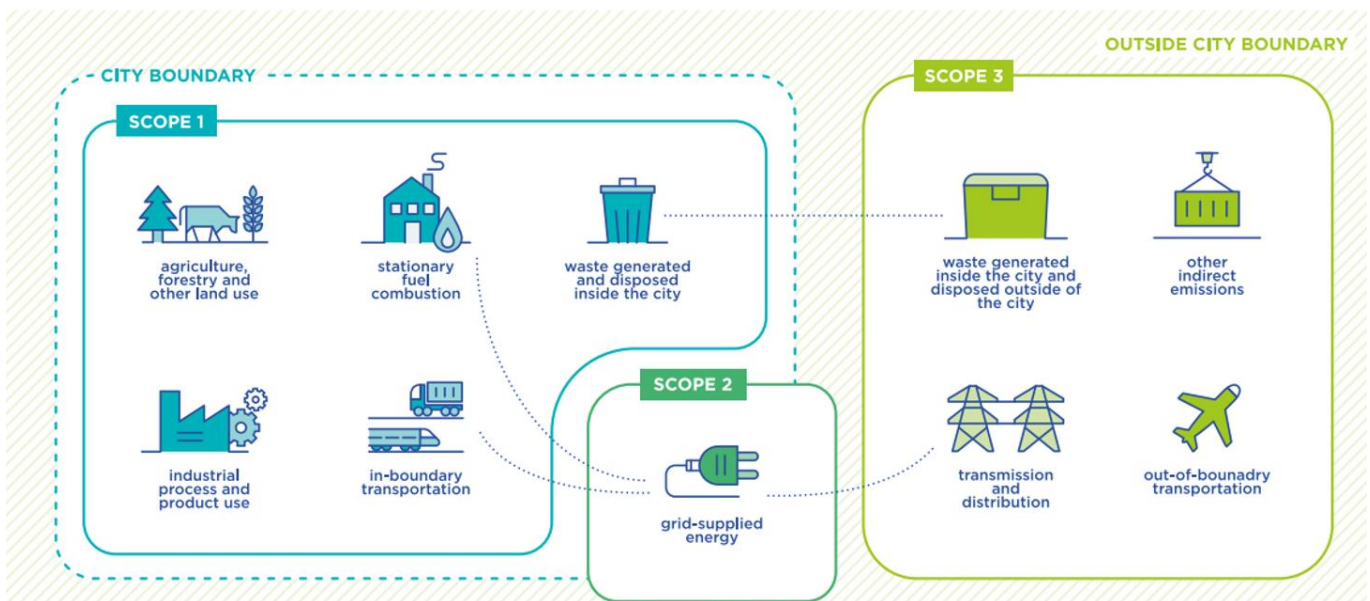 OUTSIDE CITY BOUNDARY
CITY BOUNDARY
SCOPE 3
SCOPE 1
agriculture,
forestry and
other land use
stationary
fuel
combustion
waste generated
and disposed
inside the city
waste generated
inside the city and
disposed outside of
the city
other
indirect
emissions
SCOPE 2
industrial
process and
product use
in-boundary
transportation
grid-supplied
energy
transmission
and
distribution
out-of-bounadry
transportation